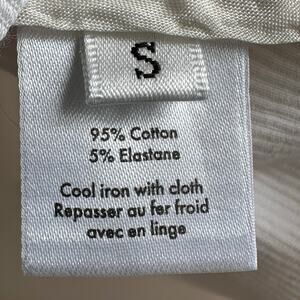 S
95% Cotton
5% Elastane
Cool iron with cloth
Repasser au fer froid
avec en linge